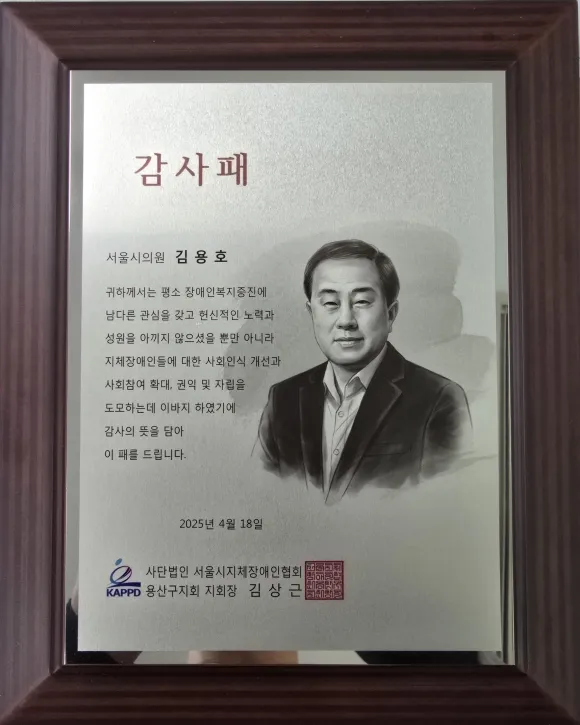 감사패
서울시의원 김용호
귀하께서는 평소 장애인복지증진에
남다른 관심을 갖고 헌신적인 노력과
성원을 아끼지 않으셨을 뿐만 아니라
지체장애인들에 대한 사회인식 개선과
사회참여 확대, 권익 및 자립을
도모하는데 이바지 하였기에
감사의 뜻을 담아
이 패를 드립니다.
2025년 4월 18일
사단법인 서울시지체장애인협회
KAPPD 용산구지회 지회장 김상근